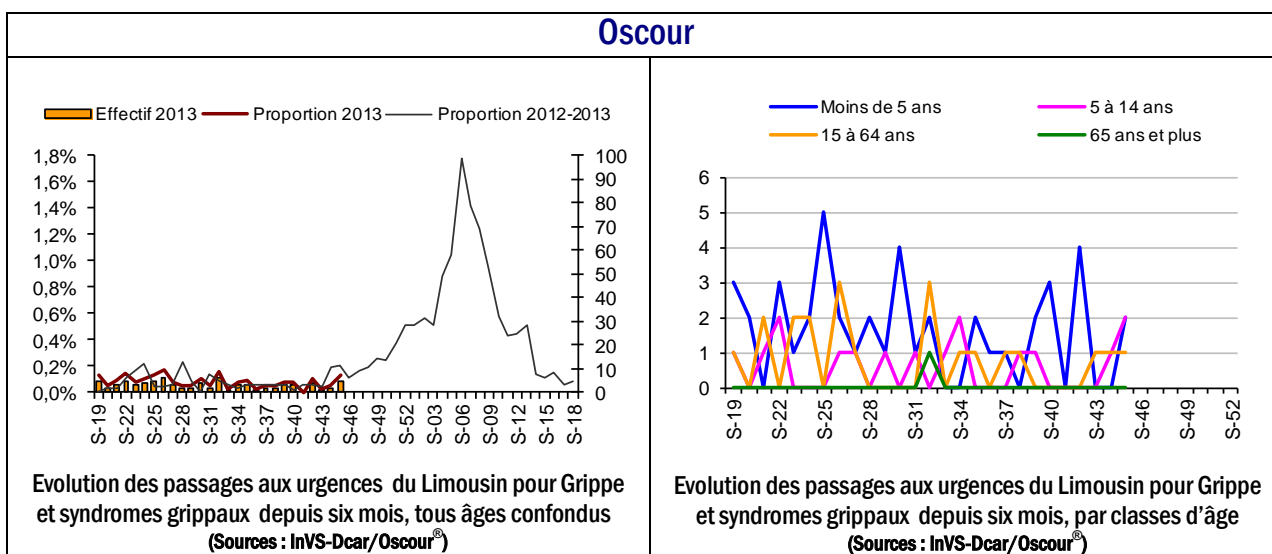 Oscour
Effectif 2013 Proportion 2013 Proportion 2012-2013
1,8%
1,6%
1,4%
1,2%
1,0%
0,8%
0,6%
0,4%
0,2%
0,0%
100
90
80
70
60
50
40
30
20
10
0
S-19 S-22 S-25 S-28 S-31 S-34 S-37 S-40 S-43 S-46 S-49 S-52 S-03 S-06 S-09 S-12 S-15 S-18
Evolution des passages aux urgences du Limousin pour Grippe
et syndromes grippaux depuis six mois, tous âges confondus
(Sources : InVS-Dcar/Oscour®)
Moins de 5 ans 5 à 14 ans
15 à 64 ans 65 ans et plus
6
5
4
3
2
1
0
S-19 S-22 S-25 S-28 S-31 S-34 S-37 S-40 S-43 S-46 S-49 S-52
Evolution des passages aux urgences du Limousin pour Grippe
et syndromes grippaux depuis six mois, par classes d'âge
(Sources : InVS-Dcar/Oscour®)